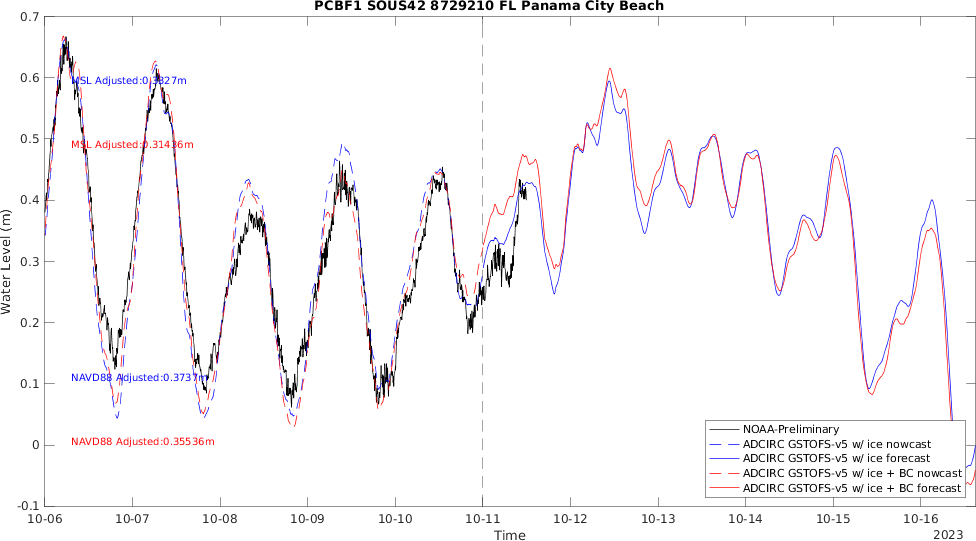 PCBF1 SOUS42 8729210 FL Panama City Beach
0.7
0.6
0.5
0.4
0.3
0.2
0.1
0
-0.1
Water Level (m)
MSL Adjusted:0.3327m
MSL Adjusted:0.31436m
NAVD88 Adjusted:0.3737m
NAVD88 Adjusted:0.35536m
NOAA-Preliminary
ADCIRC GSTOFS-v5 w/ ice nowcast
ADCIRC GSTOFS-v5 w/ ice forecast
ADCIRC GSTOFS-v5 w/ ice + BC nowcast
ADCIRC GSTOFS-v5 w/ ice + BC forecast
10-06 10-07 10-08 10-09 10-10 10-11 10-12 10-13 10-14 10-15 10-16
Time
2023